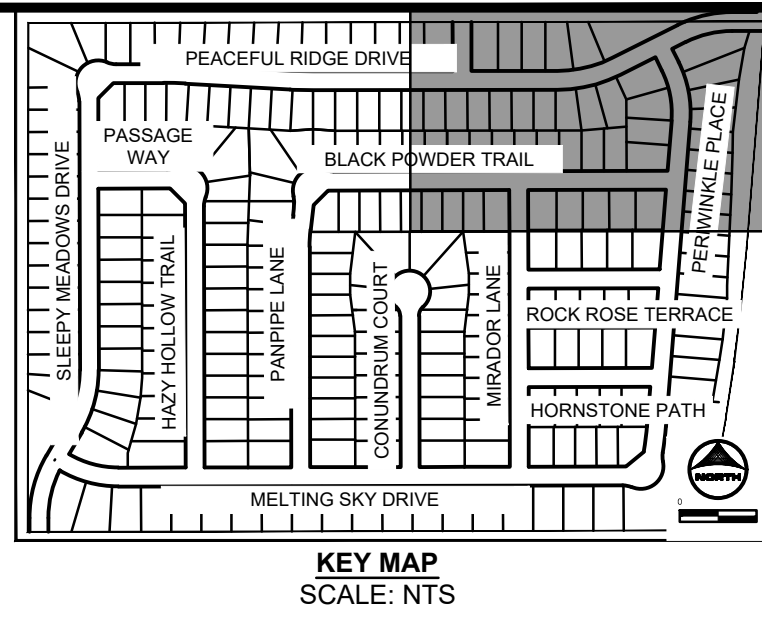 PEACEFUL RIDGE DRIVE
PASSAGE
WAY
BLACK POWDER TRAIL
PERIWINKLE PLACE
SLEEPY MEADOWS DRIVE
HAZY HOLLOW TRAIL
PANPIPE LANE
CONUNDRUM COURT
MIRADOR LANE
ROCK ROSE TERRACE
HORNSTONE PATH
NORTH
0
MELTING SKY DRIVE
KEY MAP
SCALE: NTS